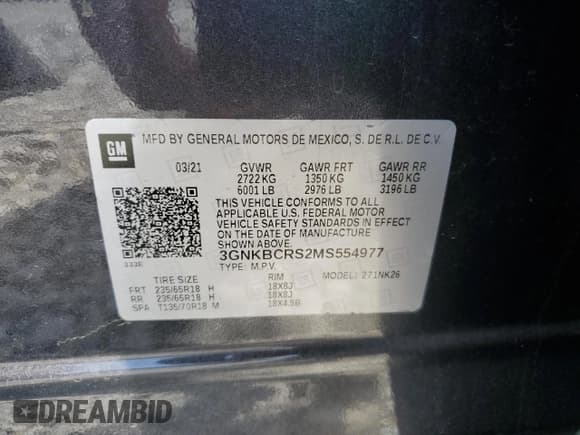 GM
MFD BY GENERAL MOTORS DE MEXICO, S. DE R.L. DE C.V.
03/21 GVWR GAWR FRT GAWR RR
2722 KG 1350 KG 1450 KG
6001 LB 2976 LB 3196 LB
THIS VEHICLE CONFORMS TO ALL
APPLICABLE U.S. FEDERAL MOTOR
VEHICLE SAFETY STANDARDS IN EFFECT
ON THE DATE OF MANUFACTURE SHOWN ABOVE.
3GNKBCRS2MS554977
TYPE: M.P.V. MODEL: 271NK26
TIRE SIZE RIM
FRT 235/65R18 H 18X8J
RR 235/65R18 H 18X8J
SPA T135/70R18 M 18X4.5B
DREAMBID